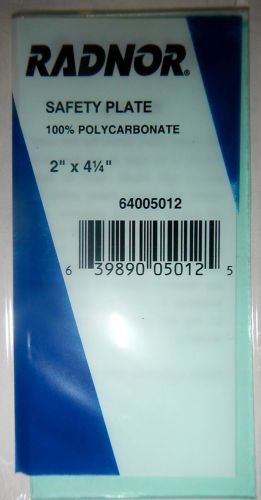 RADNOR®
SAFETY PLATE
100% POLYCARBONATE
2" x 4¼"
64005012
6 39890 05012 5